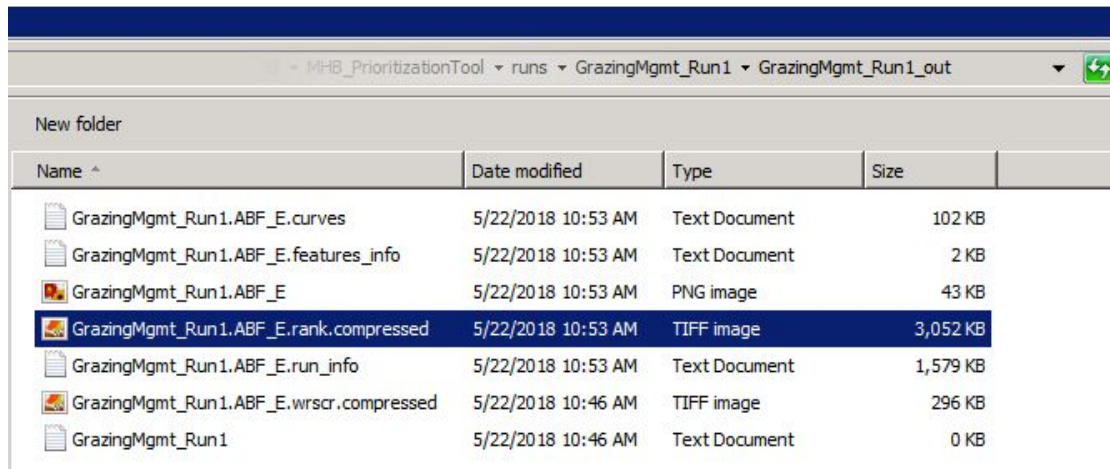 MHB_PrioritizationTool ▾ runs ▾ GrazingMgmt_Run1 ▾ GrazingMgmt_Run1_out
New folder
Name Date modified Type Size
GrazingMgmt_Run1.ABF_E.curves 5/22/2018 10:53 AM Text Document 102 KB
GrazingMgmt_Run1.ABF_E.features_info 5/22/2018 10:53 AM Text Document 2 KB
GrazingMgmt_Run1.ABF_E 5/22/2018 10:53 AM PNG image 43 KB
GrazingMgmt_Run1.ABF_E.rank.compressed 5/22/2018 10:53 AM TIFF image 3,052 KB
GrazingMgmt_Run1.ABF_E.run_info 5/22/2018 10:53 AM Text Document 1,579 KB
GrazingMgmt_Run1.ABF_E.wrscr.compressed 5/22/2018 10:46 AM TIFF image 296 KB
GrazingMgmt_Run1 5/22/2018 10:46 AM Text Document 0 KB